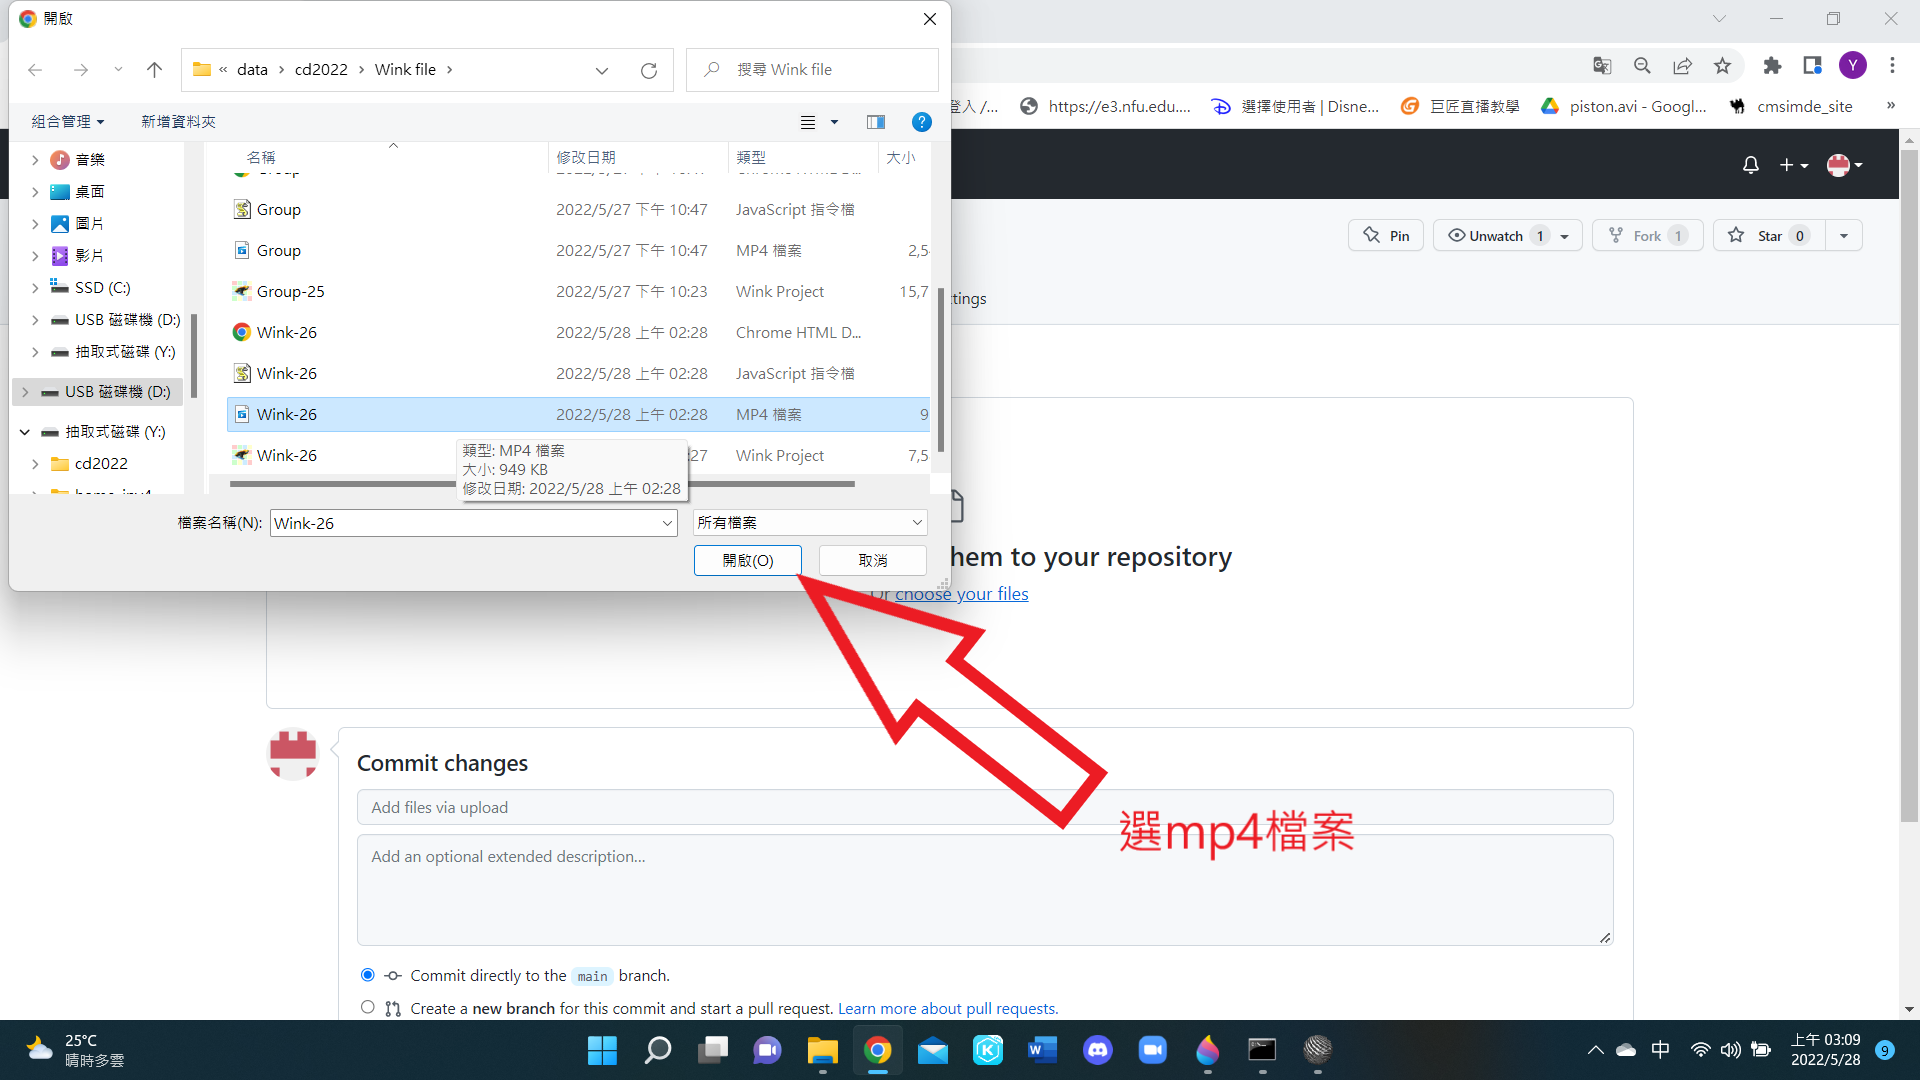 開啟
« data › cd2022 › Wink file ›
搜尋 Wink file
組合管理
新增資料夾
名稱
修改日期
類型
大小
音樂
桌面
圖片
影片
SSD (C:)
USB 磁碟機 (D:)
抽取式磁碟 (Y:)
USB 磁碟機 (D:)
抽取式磁碟 (Y:)
cd2022
Group 2022/5/27 下午 10:47 JavaScript 指令檔
Group 2022/5/27 下午 10:47 MP4 檔案 2,5
Group-25 2022/5/27 下午 10:23 Wink Project 15,7
Wink-26 2022/5/28 上午 02:28 Chrome HTML D...
Wink-26 2022/5/28 上午 02:28 JavaScript 指令檔
Wink-26 2022/5/28 上午 02:28 MP4 檔案 9
Wink-26 :27 Wink Project 7,5
類型: MP4 檔案
大小: 949 KB
修改日期: 2022/5/28 上午 02:28
檔案名稱(N): Wink-26
所有檔案
開啟(O)
取消
Y
登入 /...
https://e3.nfu.edu....
選擇使用者 | Disne...
巨匠直播教學
piston.avi - Googl...
cmsimde_site
»
Pin
Unwatch 1
Fork 1
Star 0
ttings
hem to your repository
Or choose your files
Commit changes
Add files via upload
選mp4檔案
Add an optional extended description...
Commit directly to the main branch.
Create a new branch for this commit and start a pull request. Learn more about pull requests.
25°C
晴時多雲
中
上午 03:09
2022/5/28
9